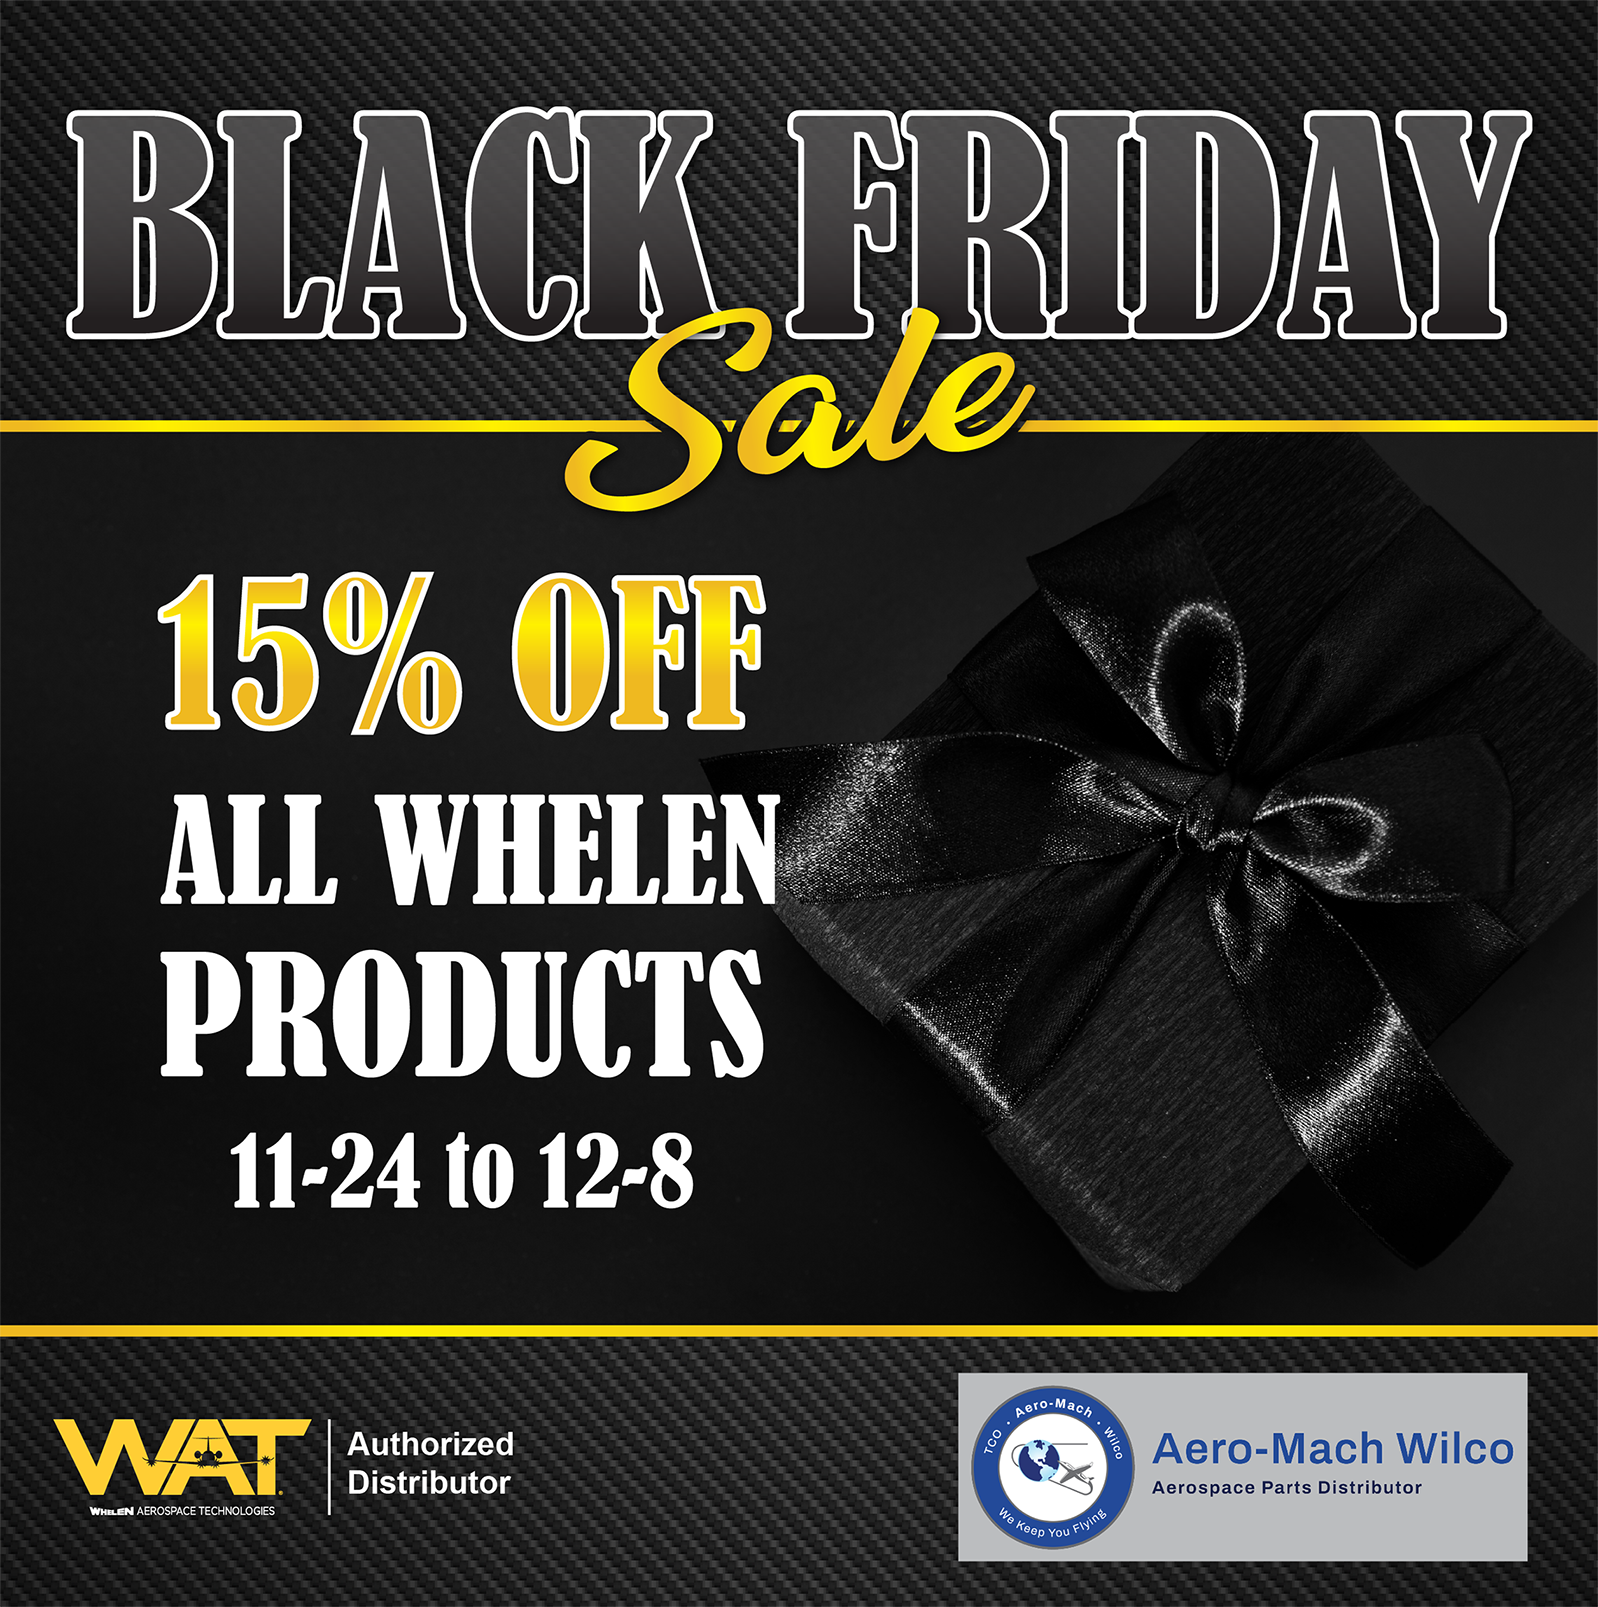 BLACK FRIDAY
Sale
15% OFF
ALL WHELEN
PRODUCTS
11-24 to 12-8
WAT
WHELEN AEROSPACE TECHNOLOGIES
Authorized
Distributor
TCO • Aero-Mach • Wilco
We Keep You Flying
Aero-Mach Wilco
Aerospace Parts Distributor